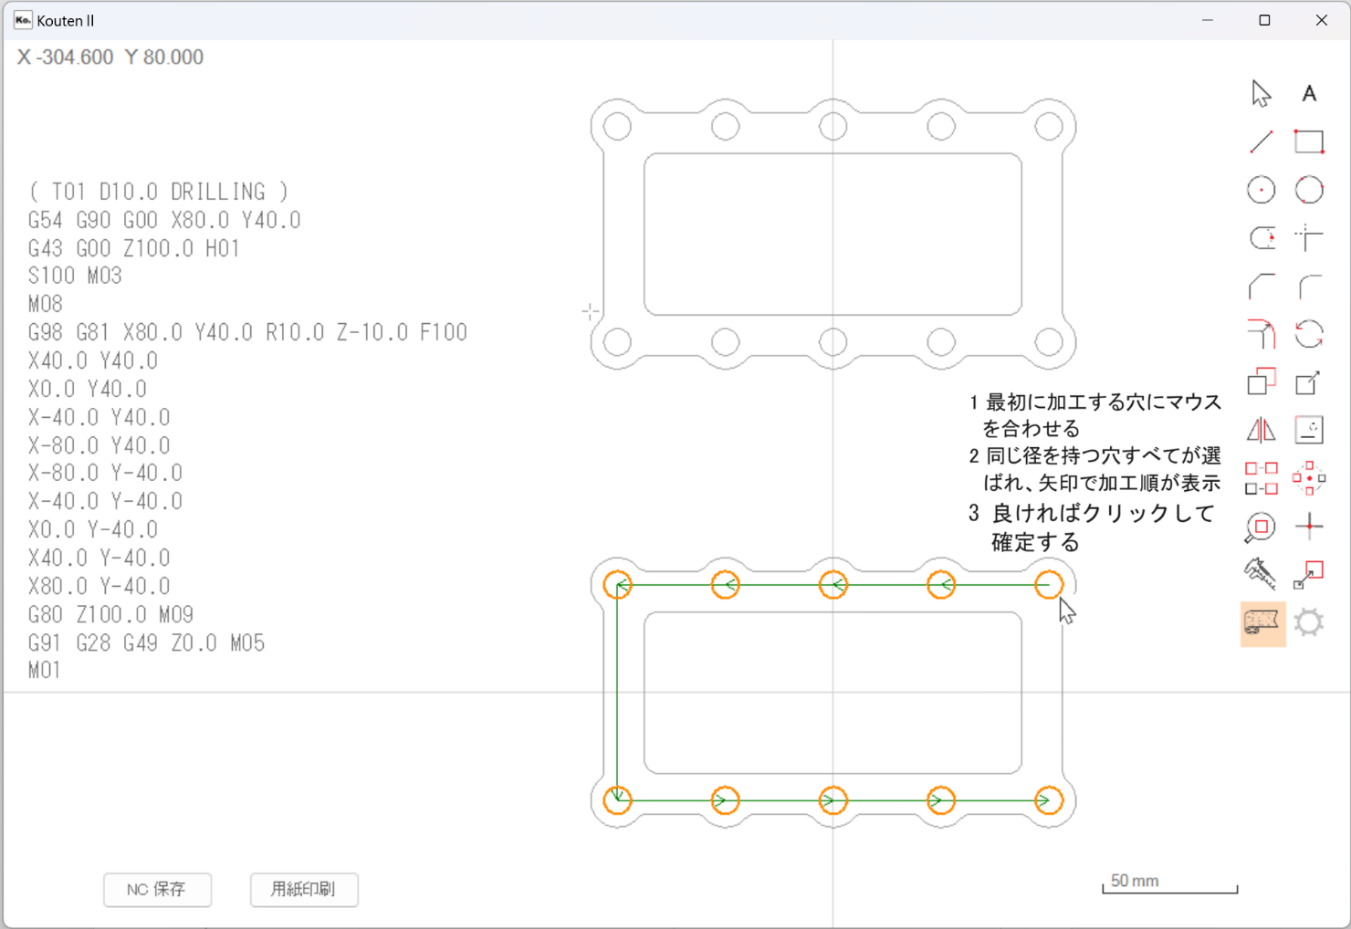 Ko. Kouten II
X -304.600 Y 80.000
A
( T01 D10.0 DRILLING )
G54 G90 G00 X80.0 Y40.0
G43 G00 Z100.0 H01
S100 M03
M08
G98 G81 X80.0 Y40.0 R10.0 Z-10.0 F100
X40.0 Y40.0
X0.0 Y40.0
X-40.0 Y40.0
X-80.0 Y40.0
X-80.0 Y-40.0
X-40.0 Y-40.0
X0.0 Y-40.0
X40.0 Y-40.0
X80.0 Y-40.0
G80 Z100.0 M09
G91 G28 G49 Z0.0 M05
M01
1 最初に加工する穴にマウス
を合わせる
2 同じ径を持つ穴すべてが選
ばれ、矢印で加工順が表示
3 良ければクリックして
確定する
NC 保存
用紙印刷
50 mm